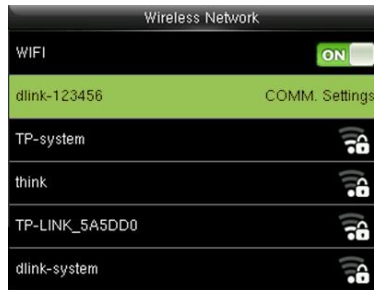 Wireless Network
WIFI ON
dlink-123456 COMM. Settings
TP-system
think
TP-LINK_5A5DD0
dlink-system